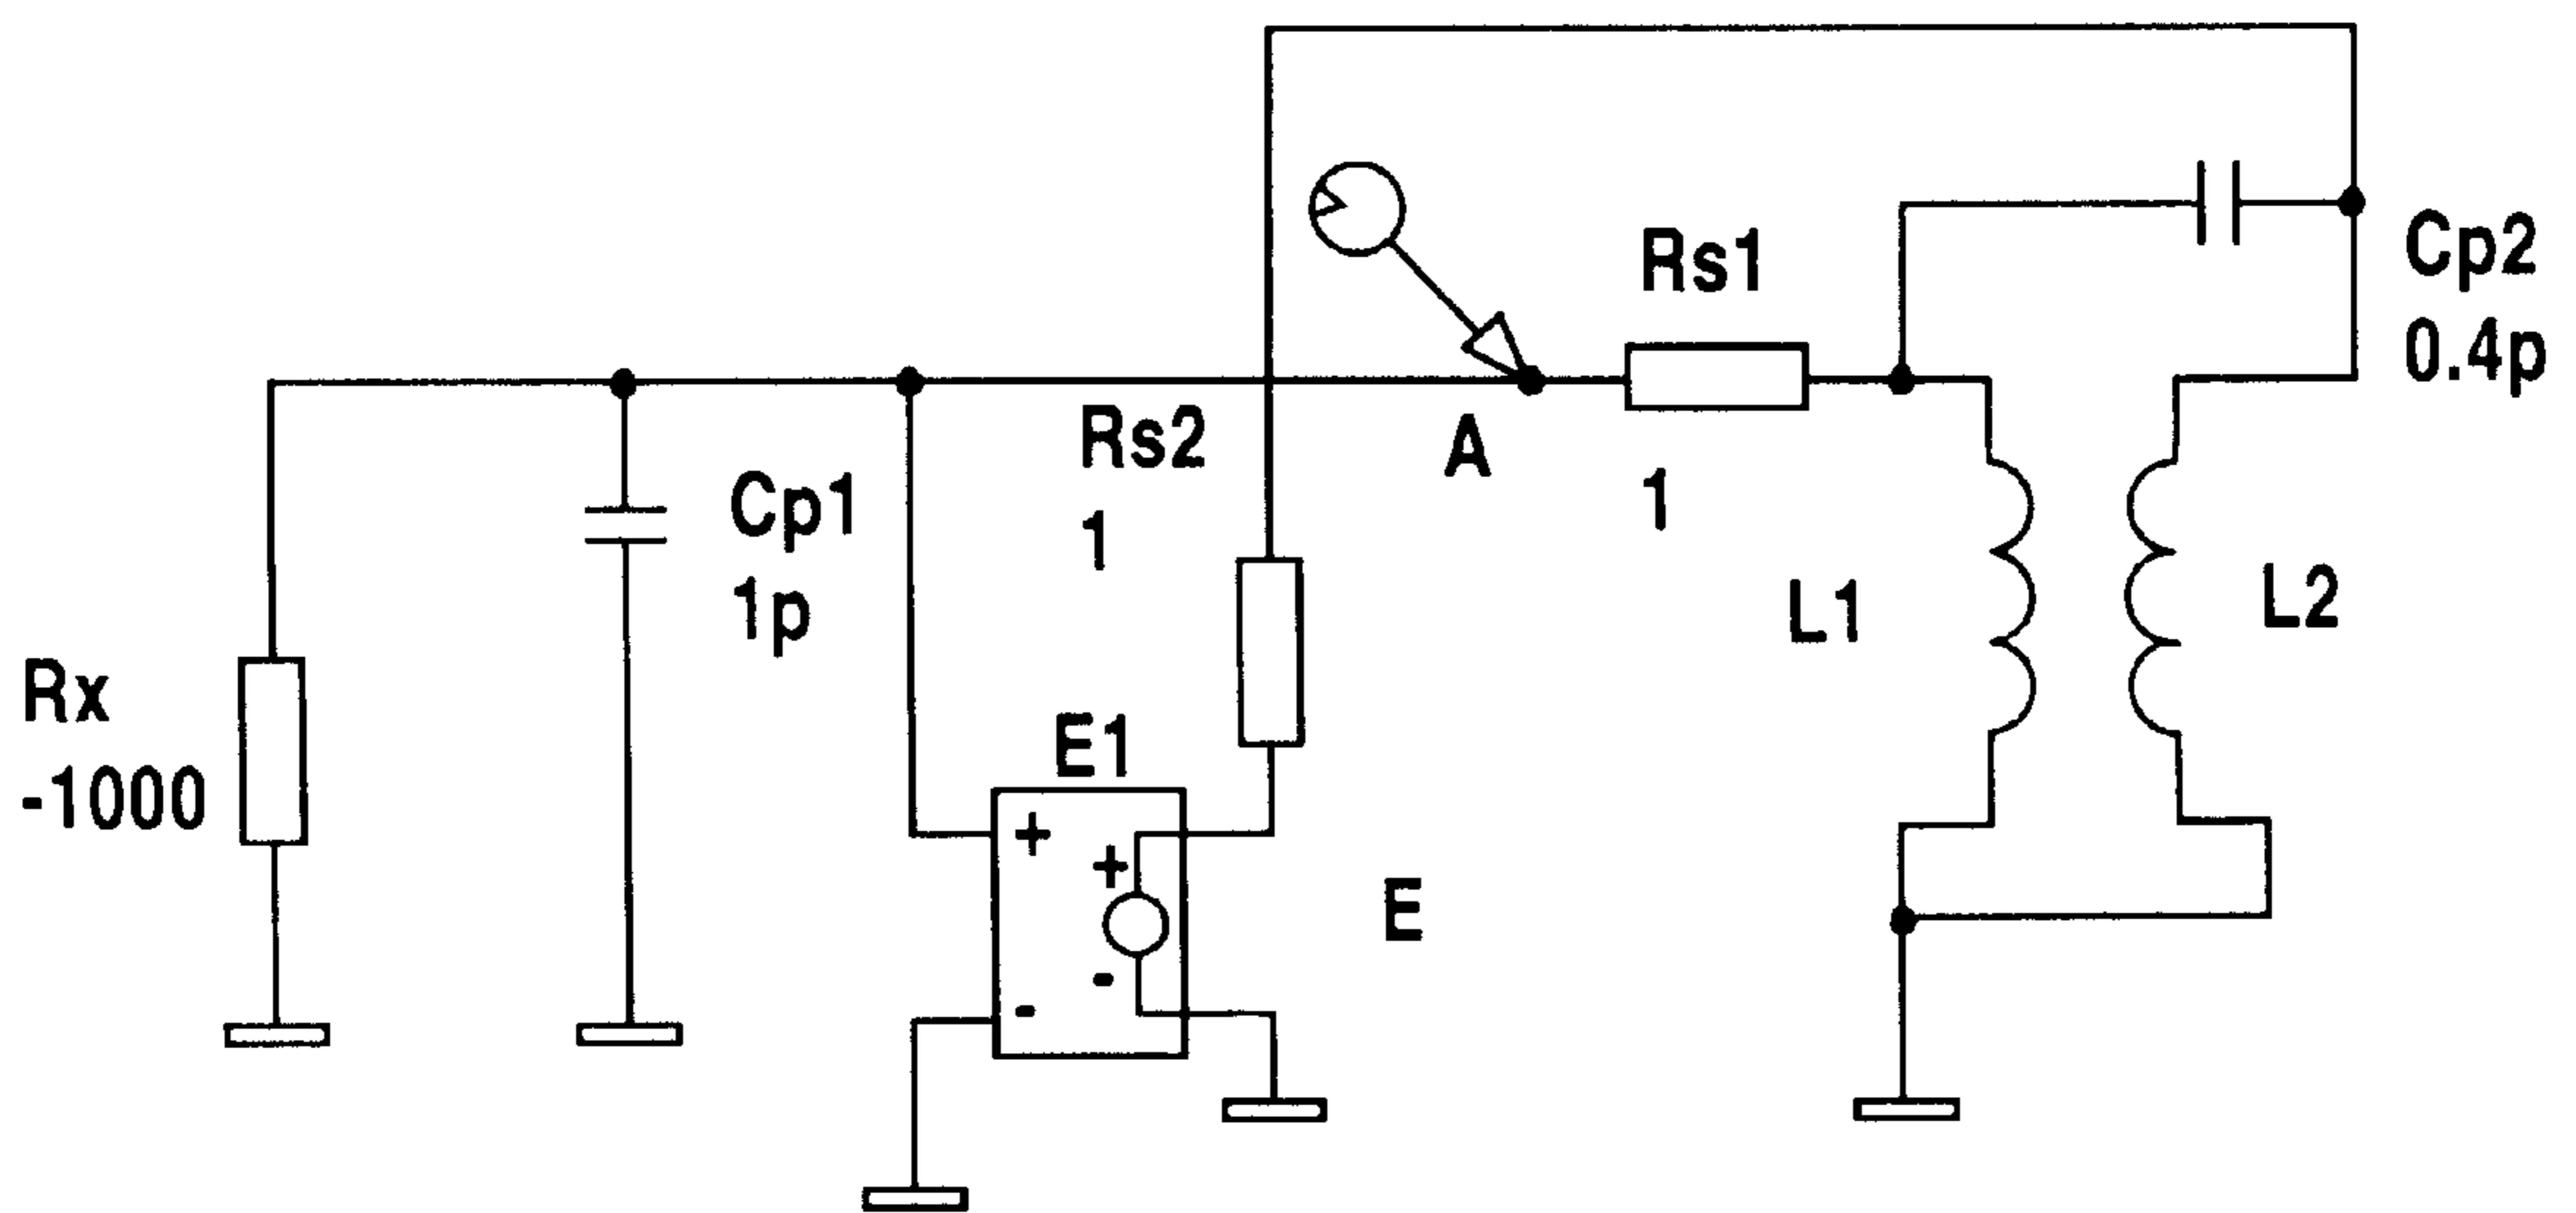 Rx
-1000
Cp1
1p
Rs2
1
E1
+
-
+
-
E
A
Rs1
1
L1
L2
Cp2
0.4p